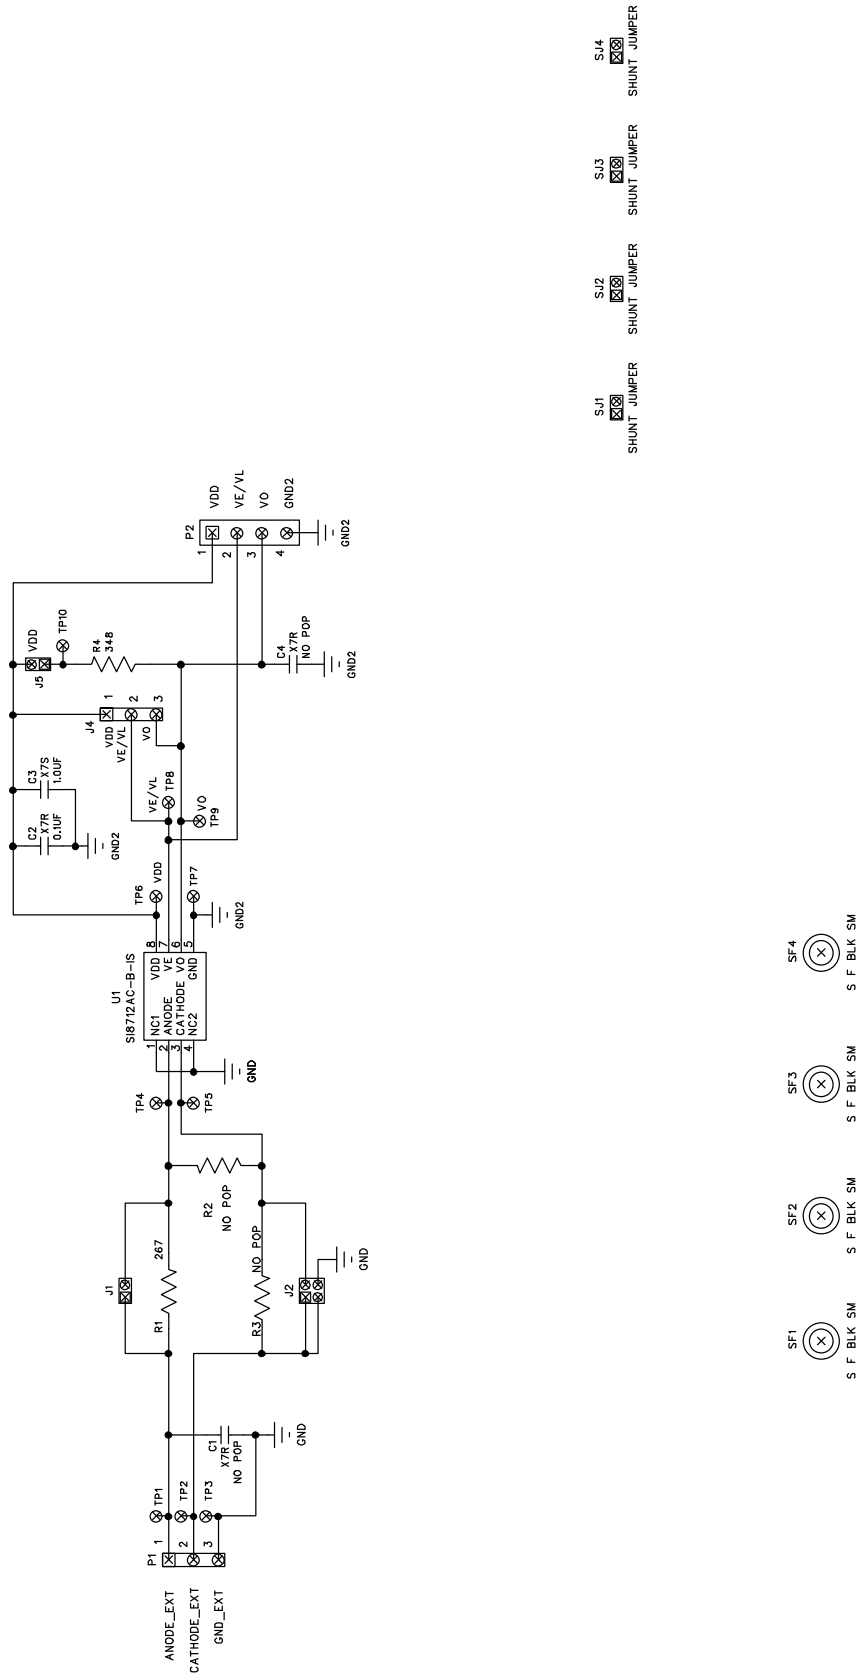 ANODE_EXT
CATHODE_EXT
GND_EXT
P1
1
2
3
TP1
TP2
TP3
C1
X7R
NO POP
GND
J1
R1
267
R3
NO POP
J2
GND
R2
NO POP
TP4
TP5
GND
U1
SI8712AC-B-IS
1
2
3
4
NC1
ANODE
CATHODE
NC2
VDD
VE
VO
GND
8
7
6
5
TP6
VDD
TP7
GND2
C2
X7R
0.1UF
C3
X7S
1.0UF
GND2
VE/VL
TP8
VO
TP9
J4
VDD
VE/VL
VO
1
2
3
J5
VDD
TP10
R4
348
C4
X7R
NO POP
GND2
P2
1
2
3
4
VDD
VE/VL
VO
GND2
GND2
SJ1
SHUNT JUMPER
SJ2
SHUNT JUMPER
SJ3
SHUNT JUMPER
SJ4
SHUNT JUMPER
SF1
S F BLK SM
SF2
S F BLK SM
SF3
S F BLK SM
SF4
S F BLK SM